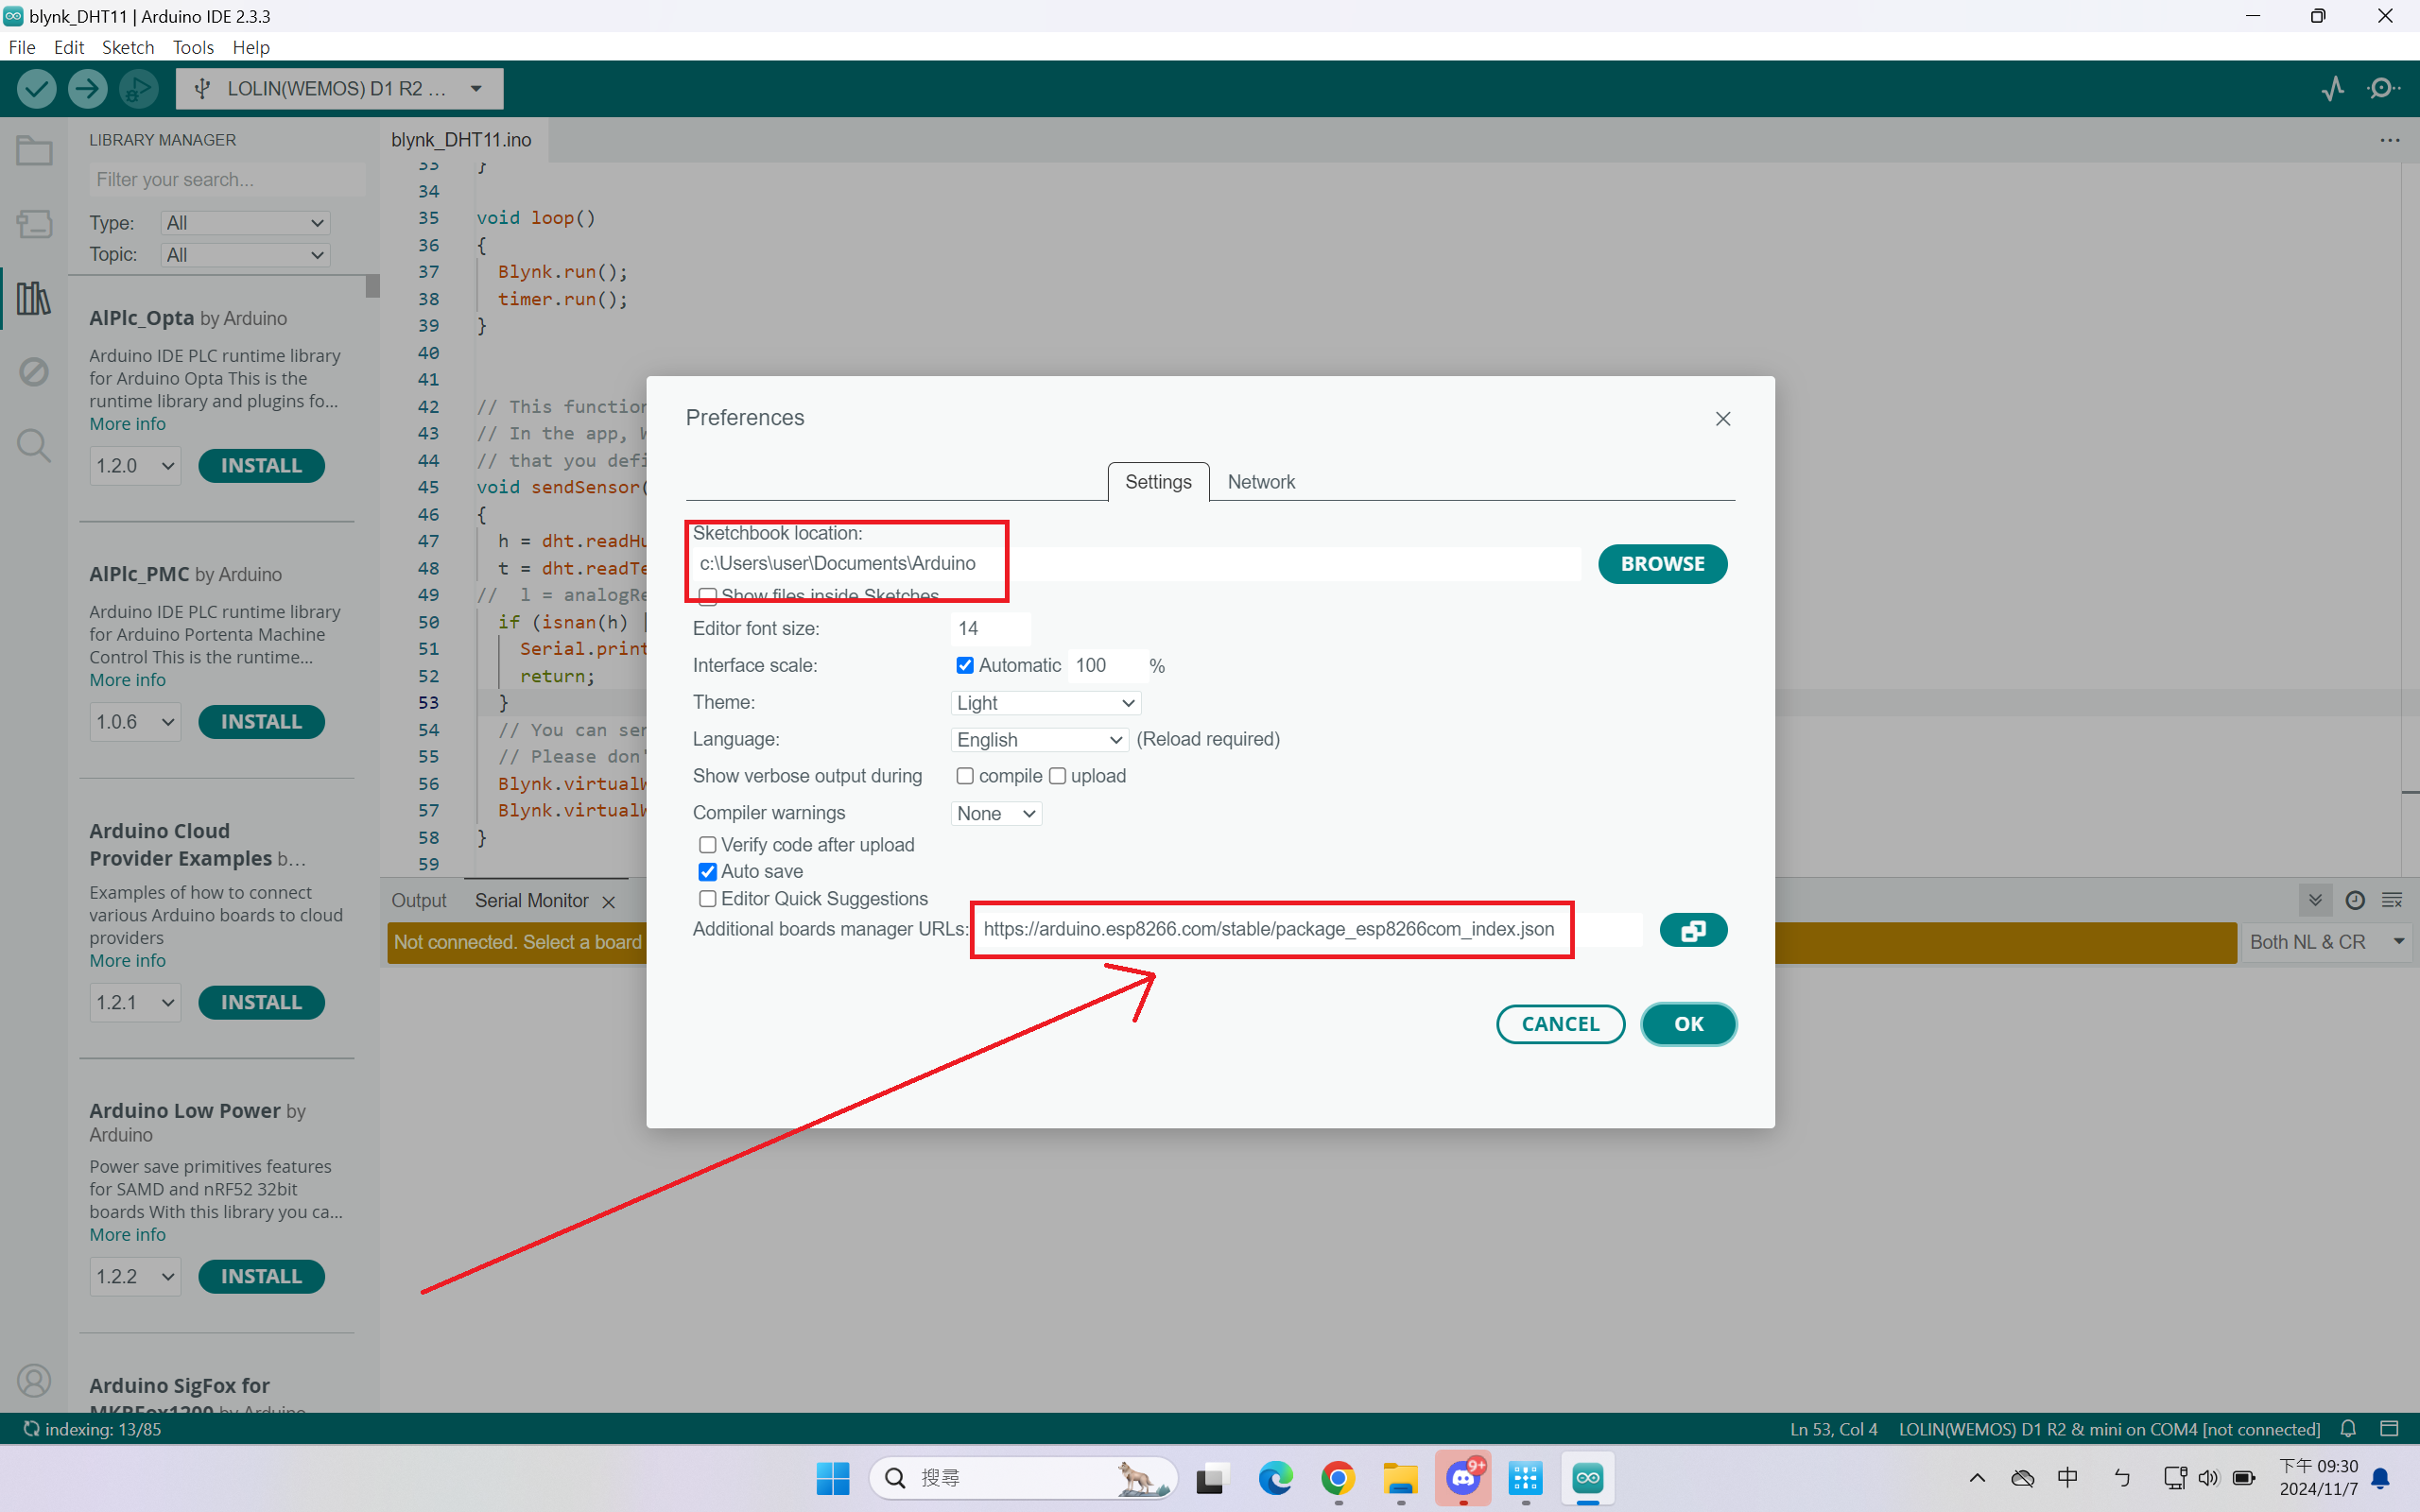 blynk_DHT11 | Arduino IDE 2.3.3
File Edit Sketch Tools Help
LOLIN(WEMOS) D1 R2 ...
LIBRARY MANAGER
Filter your search...
Type: All
Topic: All
AlPlc_Opta by Arduino
Arduino IDE PLC runtime library
for Arduino Opta This is the
runtime library and plugins fo...
More info
1.2.0 INSTALL
AlPlc_PMC by Arduino
Arduino IDE PLC runtime library
for Arduino Portenta Machine
Control This is the runtime...
More info
1.0.6 INSTALL
Arduino Cloud
Provider Examples b...
Examples of how to connect
various Arduino boards to cloud
providers
More info
1.2.1 INSTALL
Arduino Low Power by
Arduino
Power save primitives features
for SAMD and nRF52 32bit
boards With this library you ca...
More info
1.2.2 INSTALL
Arduino SigFox for
MKRFox1200 by Arduino
blynk_DHT11.ino
33 }
34
35 void loop()
36 {
37 Blynk.run();
38 timer.run();
39 }
40
41
42 // This function
43 // In the app,
44 // that you defi
45 void sendSensor(
46 {
47 h = dht.readHu
48 t = dht.readTe
49 // l = analogRe
50 if (isnan(h) |
51 Serial.print
52 return;
53 }
54 // You can sen
55 // Please don'
56 Blynk.virtualW
57 Blynk.virtualW
58 }
59
Output Serial Monitor
Not connected. Select a board
Both NL & CR
Preferences
Settings Network
Sketchbook location:
c:\Users\user\Documents\Arduino
BROWSE
Show files inside Sketches
Editor font size: 14
Interface scale: Automatic 100 %
Theme: Light
Language: English (Reload required)
Show verbose output during compile upload
Compiler warnings None
Verify code after upload
Auto save
Editor Quick Suggestions
Additional boards manager URLs: https://arduino.esp8266.com/stable/package_esp8266com_index.json
CANCEL OK
indexing: 13/85
Ln 53, Col 4 LOLIN(WEMOS) D1 R2 & mini on COM4 [not connected]
搜尋
9+
中 ㄅ
下午 09:30
2024/11/7